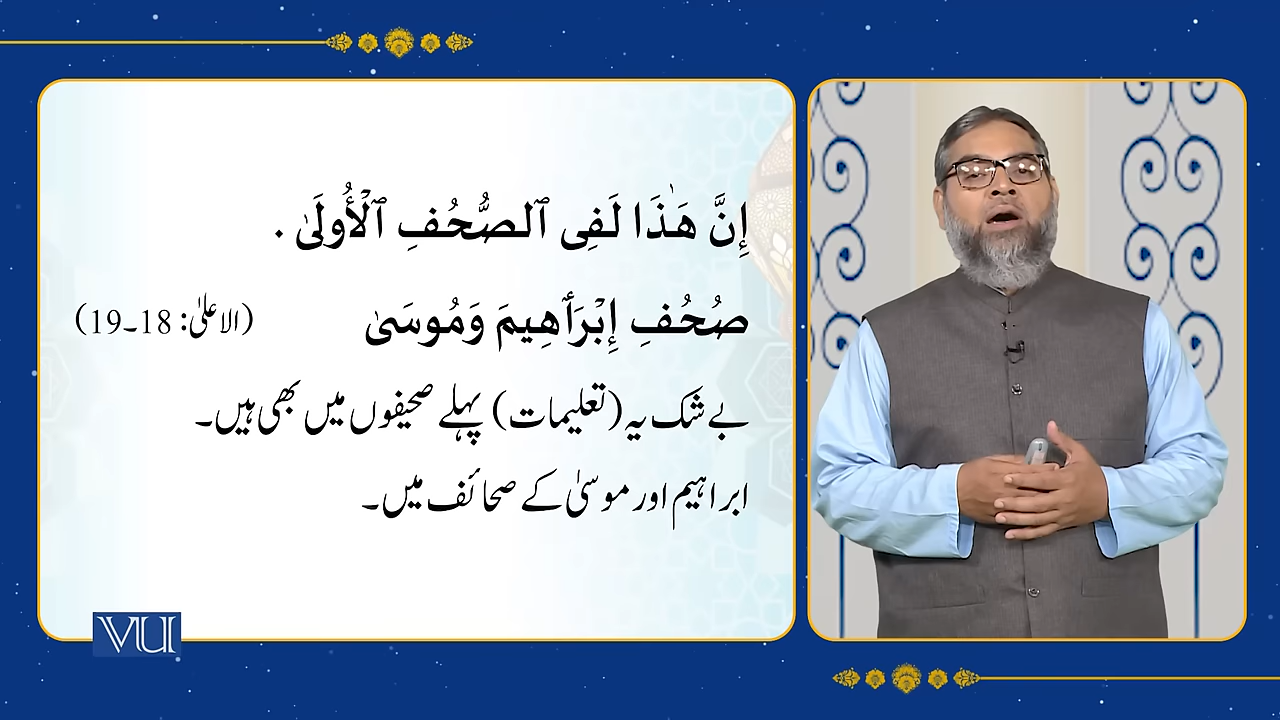 إِنَّ هَٰذَا لَفِى ٱلصُّحُفِ ٱلْأُولَىٰ .
صُحُفِ إِبْرَٰهِيمَ وَمُوسَىٰ (الاعلیٰ: 18۔19)
بے شک یہ (تعلیمات) پہلے صحیفوں میں بھی ہیں۔
ابراہیم اور موسیٰ کے صحائف میں۔
VU